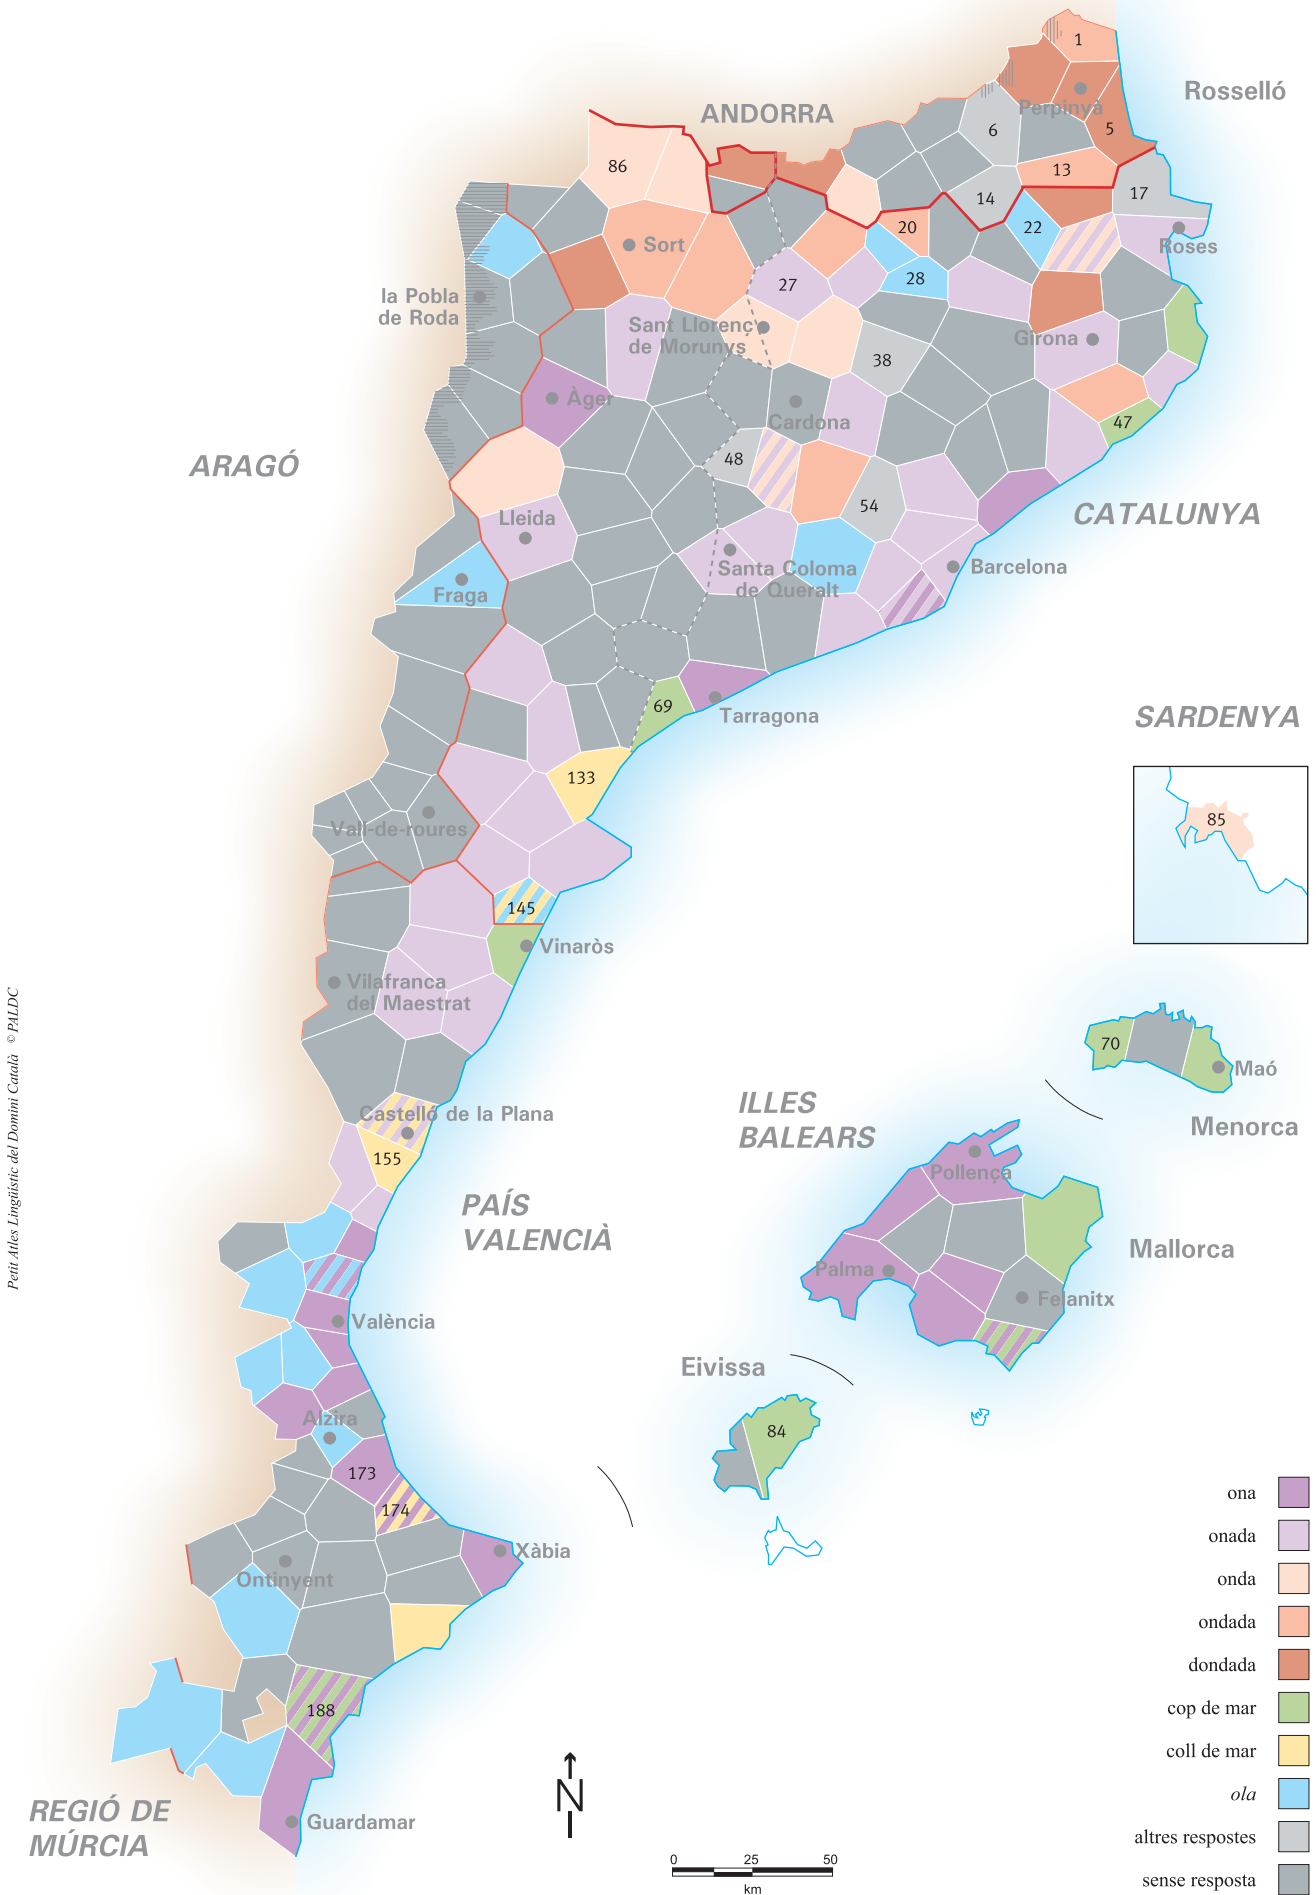 1
Rosselló
Perpinyà
ANDORRA
6
5
86
13
14
17
Sort
20
22
Roses
27
28
la Pobla
de Roda
Sant Llorenç
de Morunys
Girona
38
Àger
Cardona
47
ARAGÓ
48
54
Lleida
CATALUNYA
Santa Coloma
de Queralt
Barcelona
Fraga
69
Tarragona
SARDENYA
133
85
Vall-de-roures
145
Vinaròs
Vilafranca
del Maestrat
70
Maó
Menorca
ILLES
BALEARS
Castelló de la Plana
155
Pollença
PAÍS
VALENCIÀ
Mallorca
Palma
Felanitx
València
Eivissa
Alzira
84
173
174
Xàbia
Ontinyent
188
REGIÓ DE
MÚRCIA
Guardamar
N
0 25 50
km
ona
onada
onda
ondada
dondada
cop de mar
coll de mar
ola
altres respostes
sense resposta
Petit Atles Lingüístic del Domini Català © PALDC